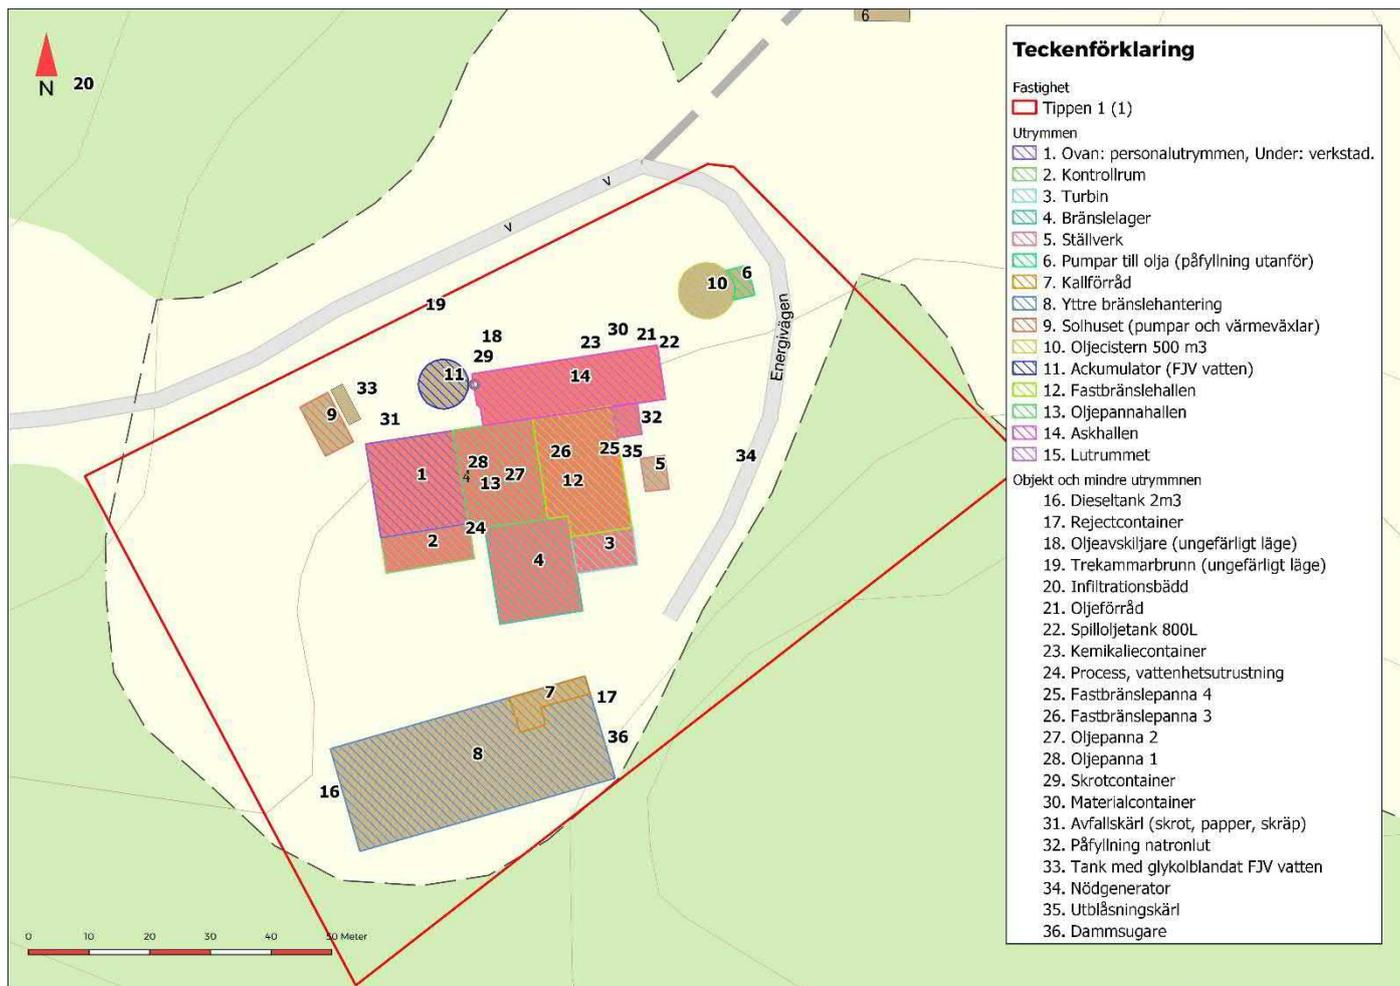 6
N
20
Teckenförklaring
Fastighet
Tippen 1 (1)
Utrymmen
1. Ovan: personalutrymmen, Under: verkstad.
2. Kontrollrum
3. Turbin
4. Bränslelager
5. Ställverk
6. Pumpar till olja (påfyllning utanför)
7. Kallförråd
8. Yttre bränslehantering
9. Solhuset (pumpar och värmeväxlar)
10. Oljecistern 500 m3
11. Ackumulator (FJV vatten)
12. Fastbränslehallen
13. Oljepannahallen
14. Askhallen
15. Lutrummet
Objekt och mindre utrymmnen
16. Dieseltank 2m3
17. Rejectcontainer
18. Oljeavskiljare (ungefärligt läge)
19. Trekammarbrunn (ungefärligt läge)
20. Infiltrationsbädd
21. Oljeförråd
22. Spilloljetank 800L
23. Kemikaliecontainer
24. Process, vattenhetsutrustning
25. Fastbränslepanna 4
26. Fastbränslepanna 3
27. Oljepanna 2
28. Oljepanna 1
29. Skrotcontainer
30. Materialcontainer
31. Avfallskärl (skrot, papper, skräp)
32. Påfyllning natronlut
33. Tank med glykolblandat FJV vatten
34. Nödgenerator
35. Utblåsningskärl
36. Dammsugare
v
v
10
6
19
Energivägen
18
30
23
21
22
29
11
14
33
9
31
32
28
1
4
13
27
26
25
35
12
5
34
24
2
4
3
7
17
36
8
16
0 10 20 30 40 50 Meter